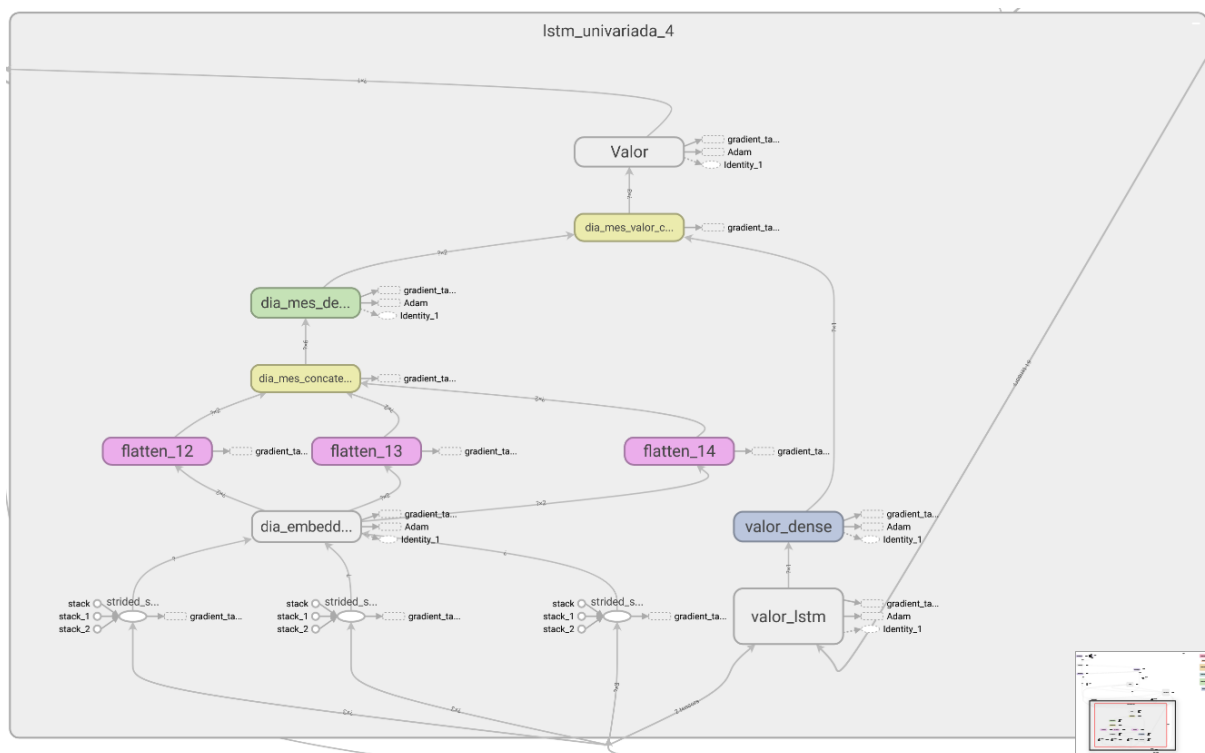 lstm_univariada_4
Valor
gradient_ta...
Adam
Identity_1
dia_mes_valor_c...
gradient_ta...
dia_mes_de...
gradient_ta...
Adam
Identity_1
dia_mes_concate...
gradient_ta...
flatten_12
gradient_ta...
flatten_13
gradient_ta...
flatten_14
gradient_ta...
dia_embedd...
gradient_ta...
Adam
Identity_1
valor_dense
gradient_ta...
Adam
Identity_1
strided_s...
stack
stack_1
stack_2
gradient_ta...
strided_s...
stack
stack_1
stack_2
gradient_ta...
strided_s...
stack
stack_1
stack_2
gradient_ta...
valor_lstm
gradient_ta...
Adam
Identity_1
3 tensors